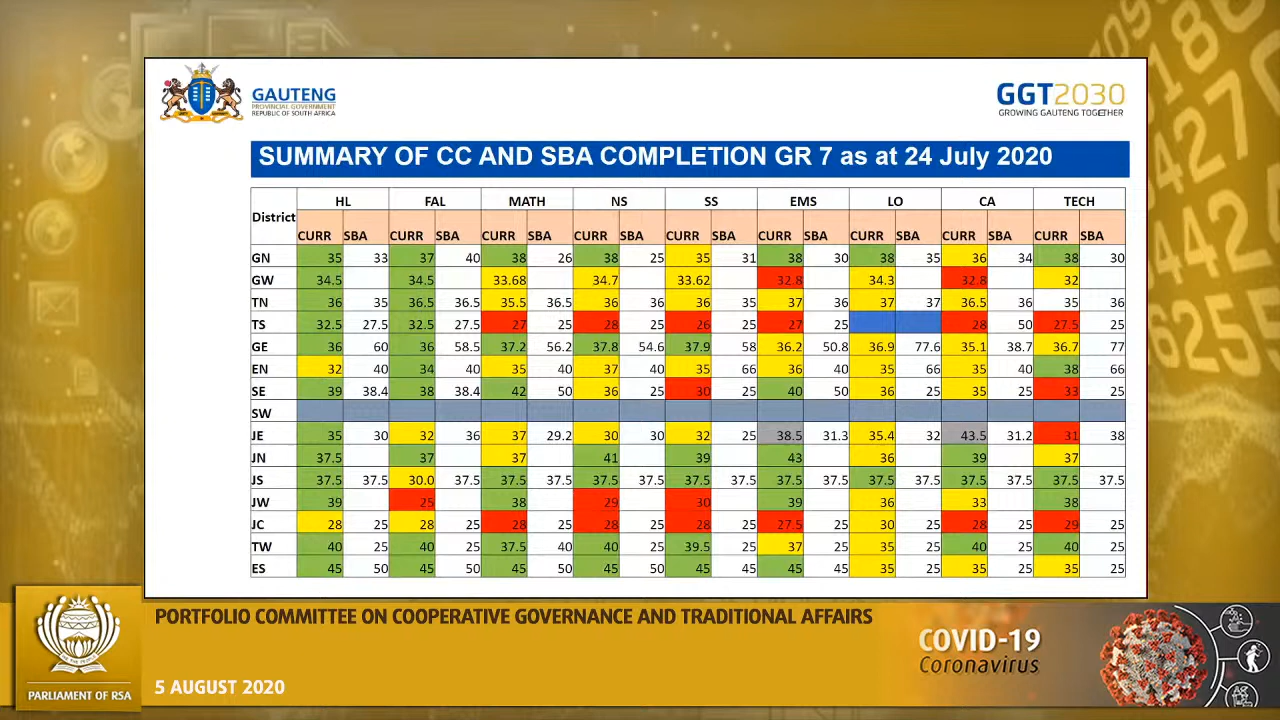 GAUTENG
PROVINCIAL GOVERNMENT
REPUBLIC OF SOUTH AFRICA
GGT2030
GROWING GAUTENG TOGETHER
SUMMARY OF CC AND SBA COMPLETION GR 7 as at 24 July 2020
District HL FAL MATH NS SS EMS LO CA TECH
CURR SBA CURR SBA CURR SBA CURR SBA CURR SBA CURR SBA CURR SBA CURR SBA CURR SBA
GN 35 33 37 40 38 26 38 25 35 31 38 30 38 35 36 34 38 30
GW 34.5 34.5 33.68 34.7 33.62 32.8 34.3 32.8 32
TN 36 35 36.5 36.5 35.5 36.5 36 36 36 35 37 36 37 37 36.5 36 35 36
TS 32.5 27.5 32.5 27.5 27 25 28 25 26 25 27 25 28 50 27.5 25
GE 36 60 36 58.5 37.2 56.2 37.8 54.6 37.9 58 36.2 50.8 36.9 77.6 35.1 38.7 36.7 77
EN 32 40 34 40 35 40 37 40 35 66 36 40 35 66 35 40 38 66
SE 39 38.4 38 38.4 42 50 36 25 30 25 40 50 36 25 35 25 33 25
SW
JE 35 30 32 36 37 29.2 30 30 32 25 38.5 31.3 35.4 32 43.5 31.2 31 38
JN 37.5 37 37 41 39 43 36 39 37
JS 37.5 37.5 30.0 37.5 37.5 37.5 37.5 37.5 37.5 37.5 37.5 37.5 37.5 37.5 37.5 37.5 37.5 37.5
JW 39 25 38 29 30 39 36 33 38
JC 28 25 28 25 28 25 28 25 28 25 27.5 25 30 25 28 25 29 25
TW 40 25 40 25 37.5 40 40 25 39.5 25 37 25 35 25 40 25 40 25
ES 45 50 45 50 45 50 45 50 45 45 45 45 35 25 35 25 35 25
PORTFOLIO COMMITTEE ON COOPERATIVE GOVERNANCE AND TRADITIONAL AFFAIRS
5 AUGUST 2020
PARLIAMENT OF RSA
COVID-19
Coronavirus